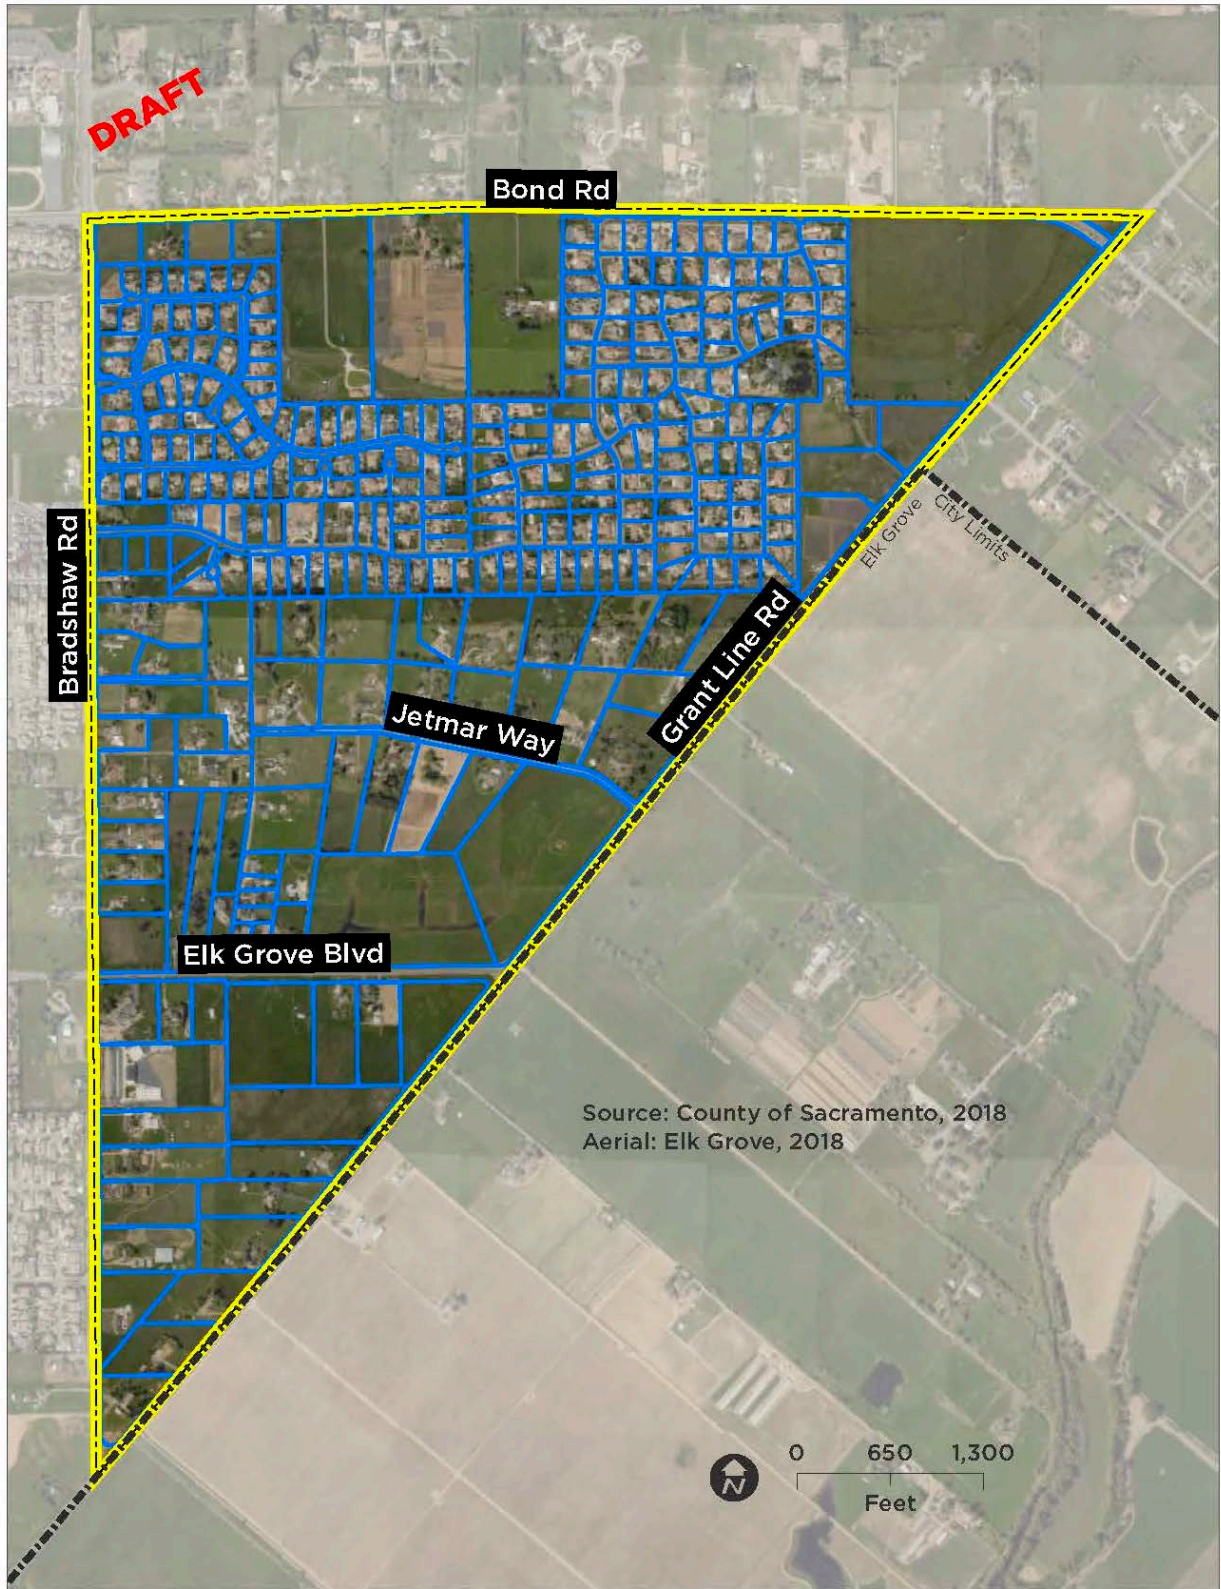 DRAFT
Bond Rd
Bradshaw Rd
Elk Grove
City Limits
Grant Line Rd
Jetmar Way
Elk Grove Blvd
Source: County of Sacramento, 2018
Aerial: Elk Grove, 2018
0 650 1,300
Feet
N